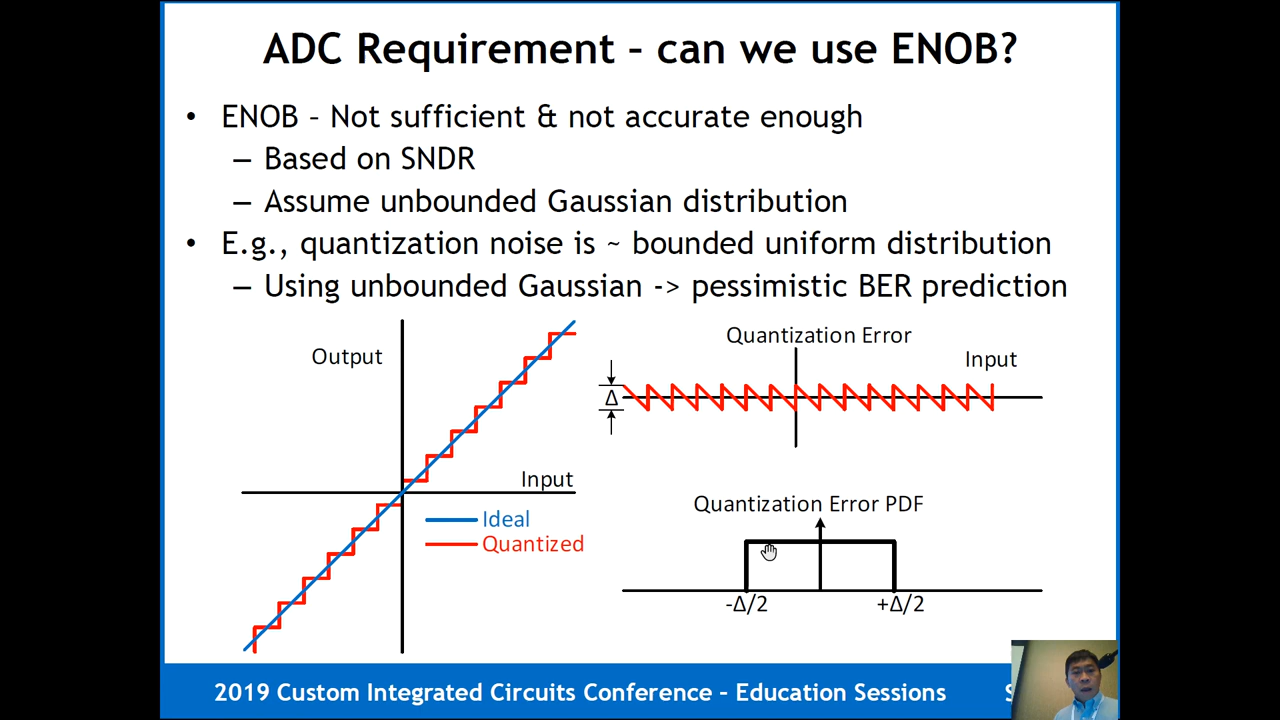 ADC Requirement – can we use ENOB?
• ENOB – Not sufficient & not accurate enough
– Based on SNDR
– Assume unbounded Gaussian distribution
• E.g., quantization noise is ~ bounded uniform distribution
– Using unbounded Gaussian -> pessimistic BER prediction
Output
Input
Ideal
Quantized
Quantization Error
Input
Δ
Quantization Error PDF
-Δ/2
+Δ/2
2019 Custom Integrated Circuits Conference – Education Sessions